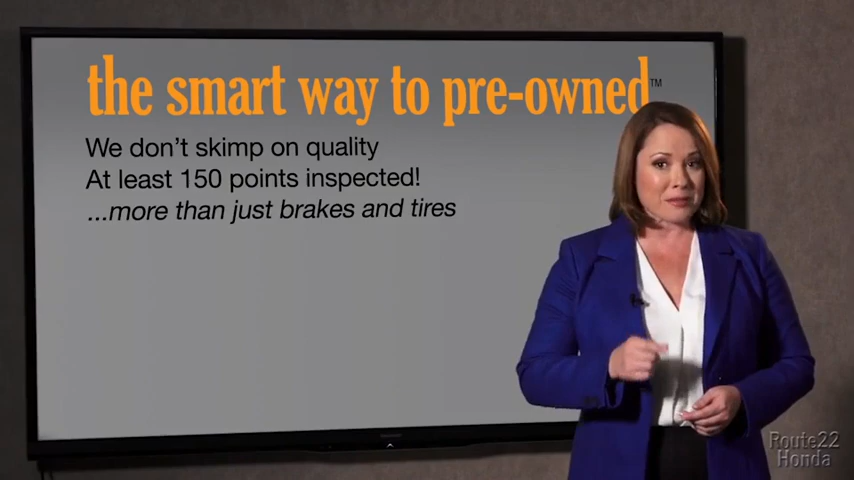 the smart way to pre-owned™
We don't skimp on quality
At least 150 points inspected!
...more than just brakes and tires
Route22
Honda